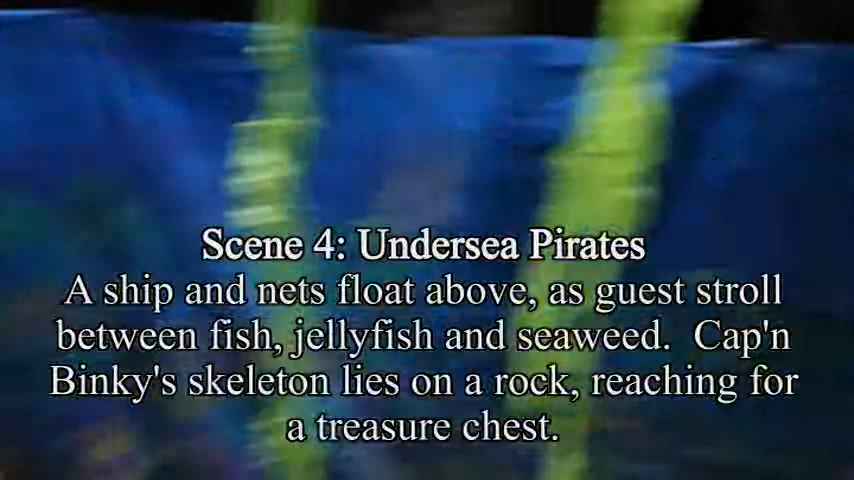 Scene 4: Undersea Pirates
A ship and nets float above, as guest stroll
between fish, jellyfish and seaweed.  Cap'n
Binky's skeleton lies on a rock, reaching for
a treasure chest.